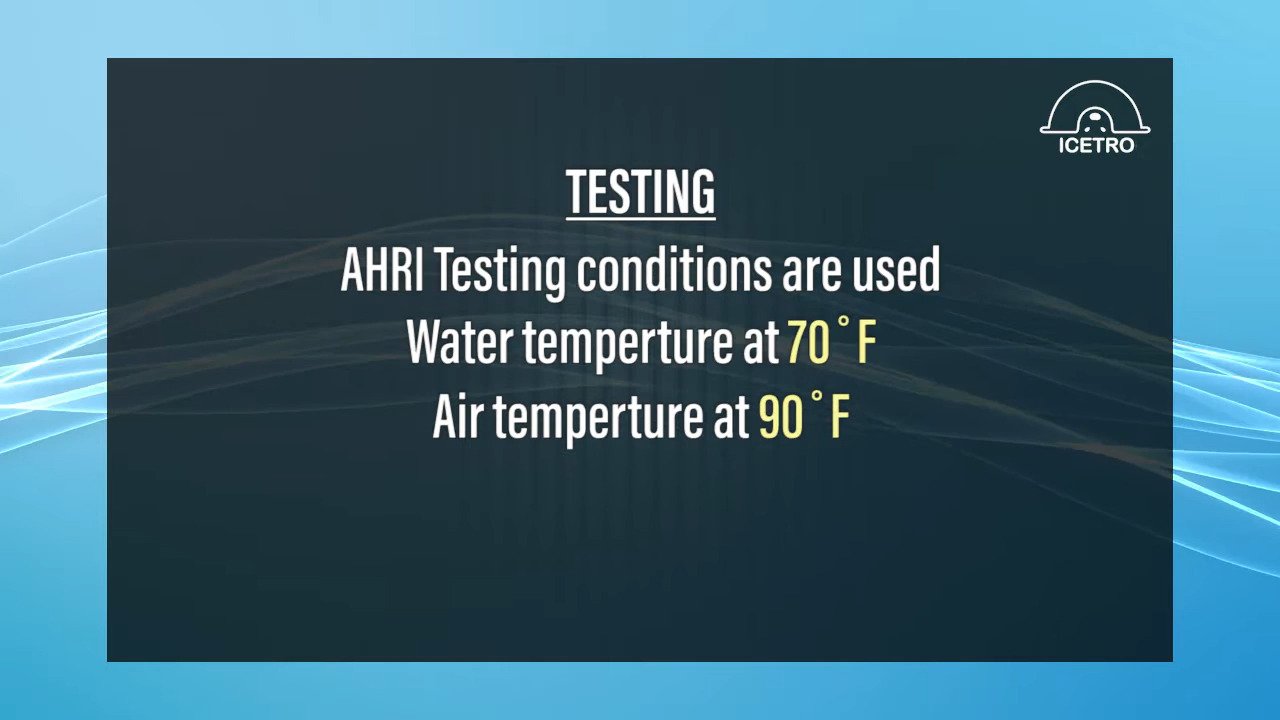 ICETRO
TESTING
AHRI Testing conditions are used
Water temperture at 70˚F
Air temperture at 90˚F